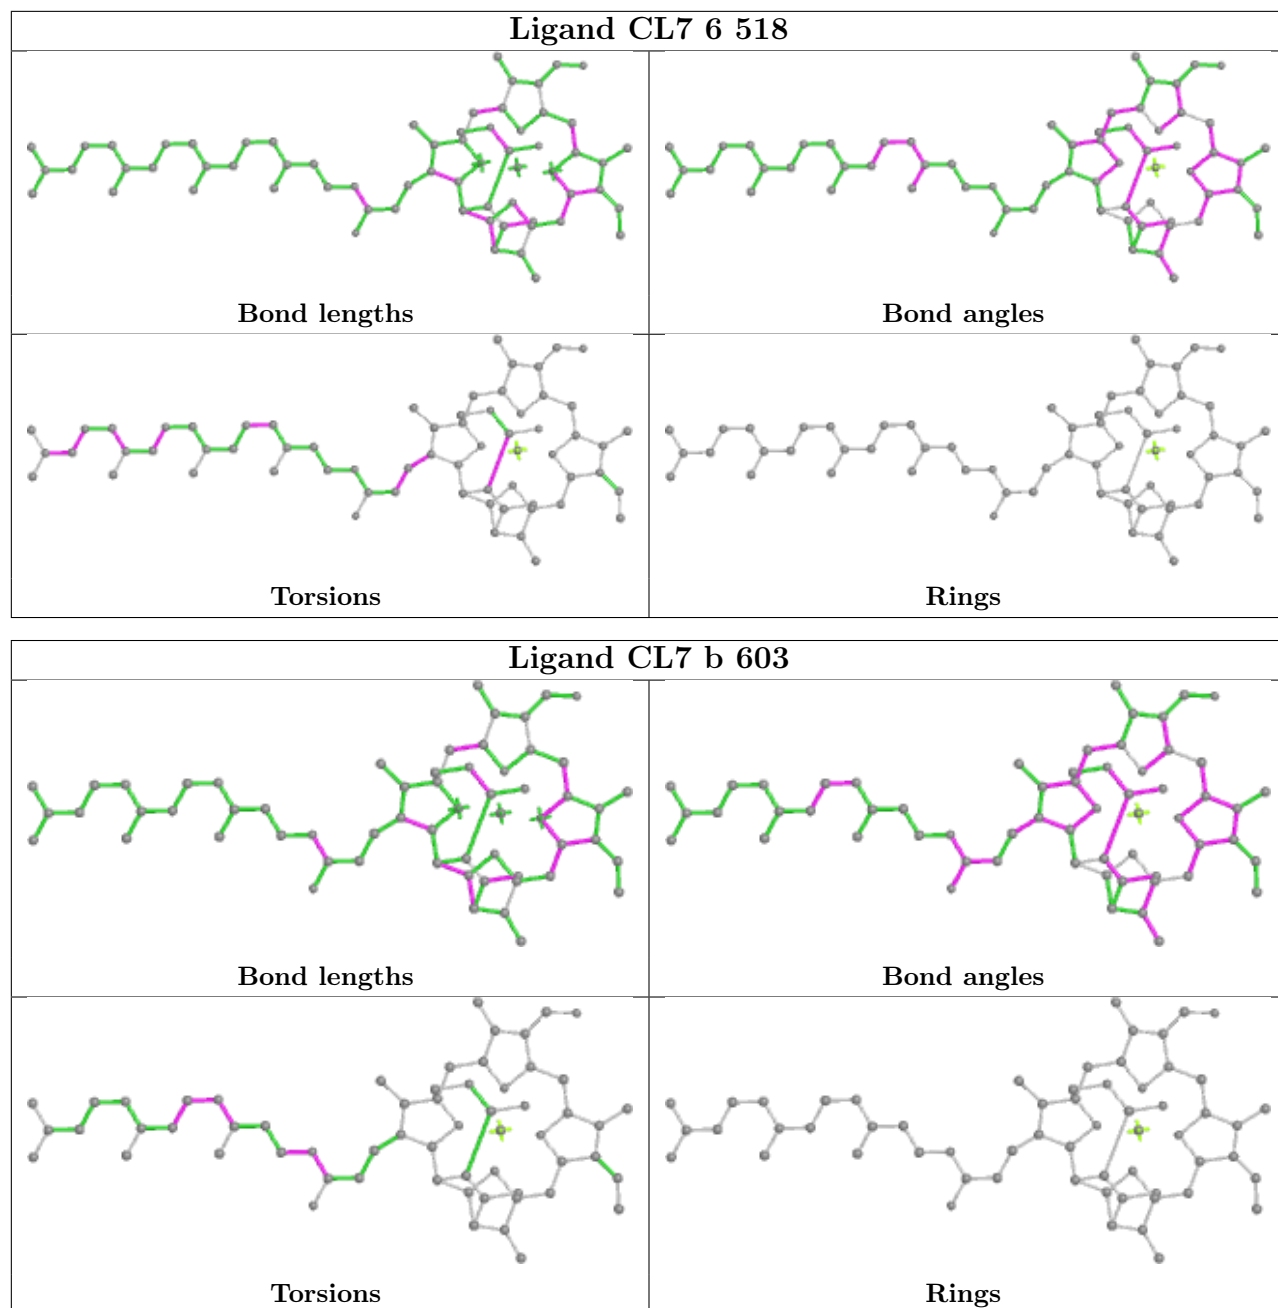 Ligand CL7 6 518
Bond lengths
Bond angles
Torsions
Rings
Ligand CL7 b 603
Bond lengths
Bond angles
Torsions
Rings